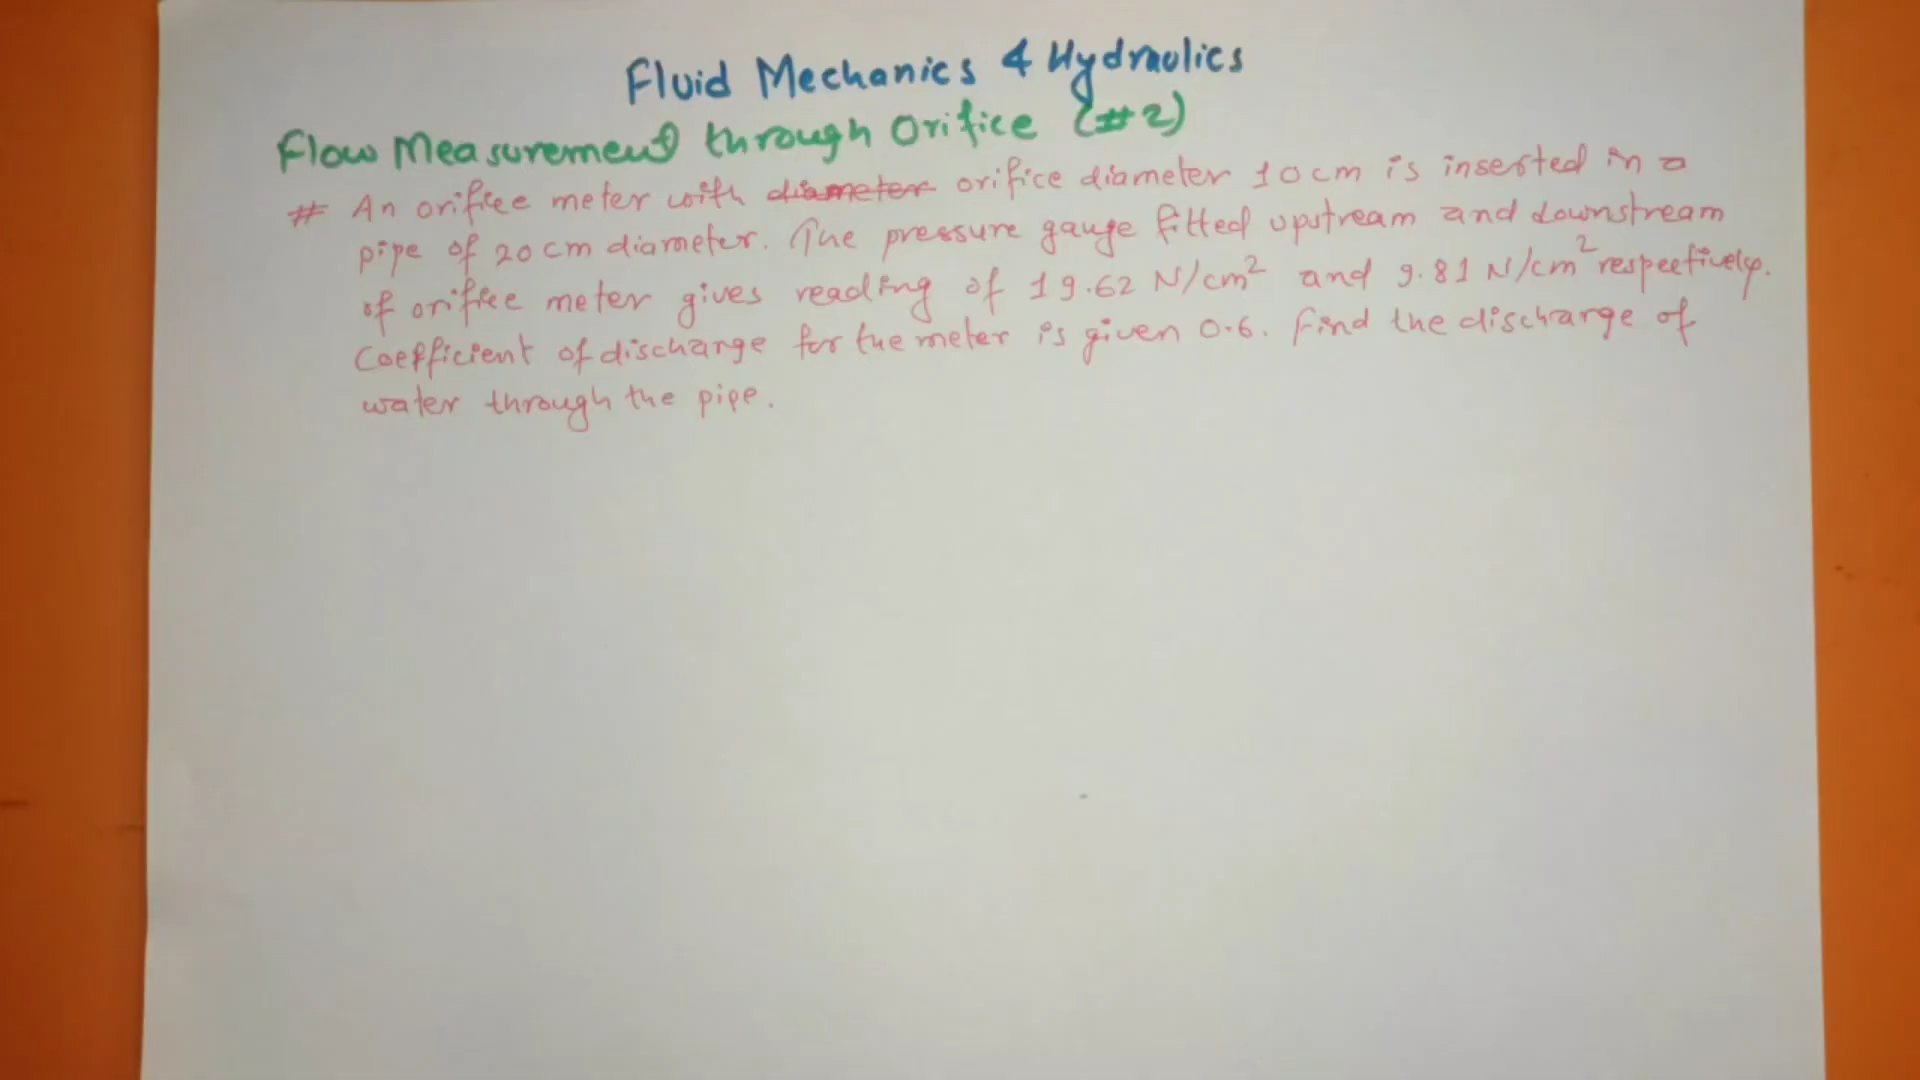 Fluid Mechanics & Hydraulics
Flow Measurement through Orifice (#2)
# An orifice meter with diameter orifice diameter 10 cm is inserted in a
pipe of 20 cm diameter. The pressure gauge fitted upstream and downstream
of orifice meter gives reading of 19.62 N/cm² and 9.81 N/cm² respectively.
Coefficient of discharge for the meter is given 0.6. Find the discharge of
water through the pipe.